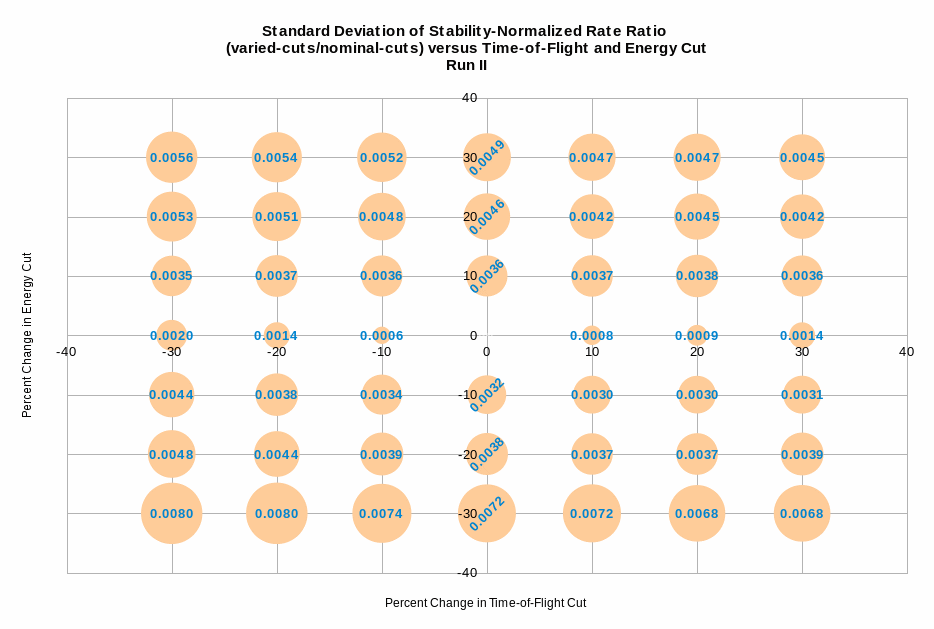 Standard Deviation of Stability-Normalized Rate Ratio
(varied-cuts/nominal-cuts) versus Time-of-Flight and Energy Cut
Run II
40
0.0056 0.0054 0.0052 30 0.0049 0.0047 0.0047 0.0045
0.0053 0.0051 0.0048 20 0.0046 0.0042 0.0045 0.0042
0.0035 0.0037 0.0036 10 0.0036 0.0037 0.0038 0.0036
0.0020 0.0014 0.0006 0 0.0008 0.0009 0.0014
-40 -30 -20 -10 0 10 20 30 40
0.0044 0.0038 0.0034 -10 0.0032 0.0030 0.0030 0.0031
0.0048 0.0044 0.0039 -20 0.0038 0.0037 0.0037 0.0039
0.0080 0.0080 0.0074 -30 0.0072 0.0072 0.0068 0.0068
-40
Percent Change in Energy Cut
Percent Change in Time-of-Flight Cut